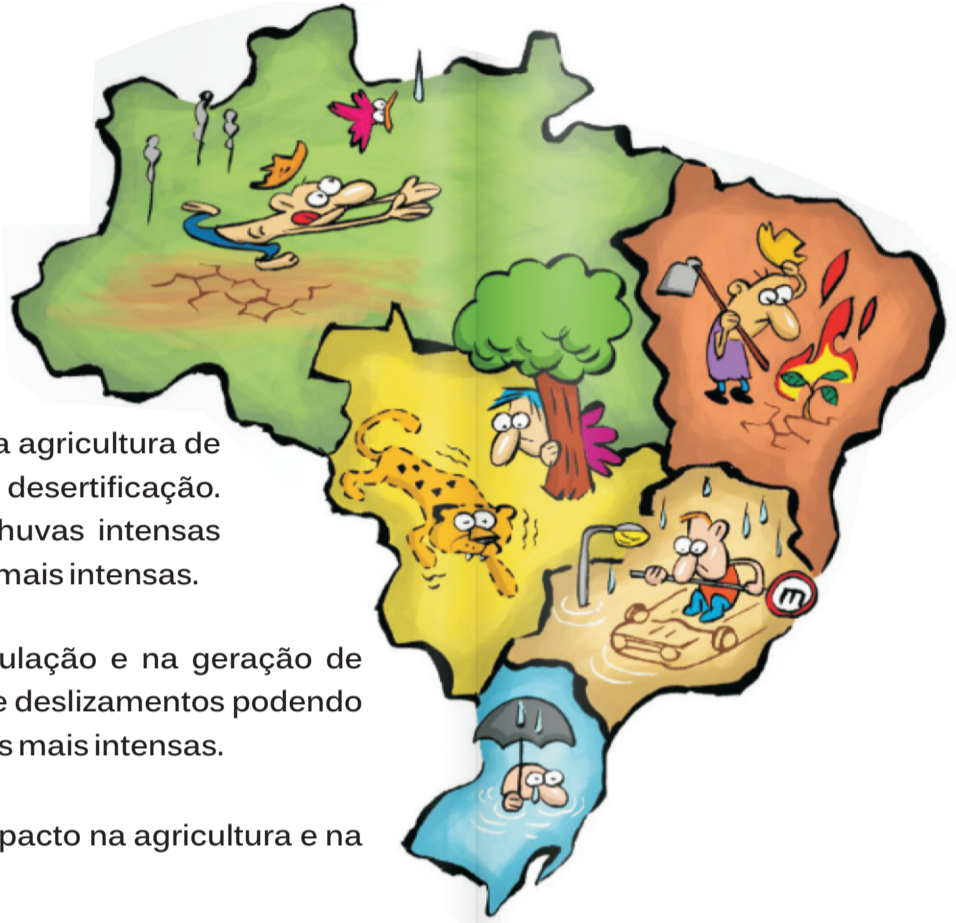 a agricultura de
desertificação.
huvas intensas
mais intensas.
ulação e na geração de
e deslizamentos podendo
s mais intensas.
pacto na agricultura e na
m